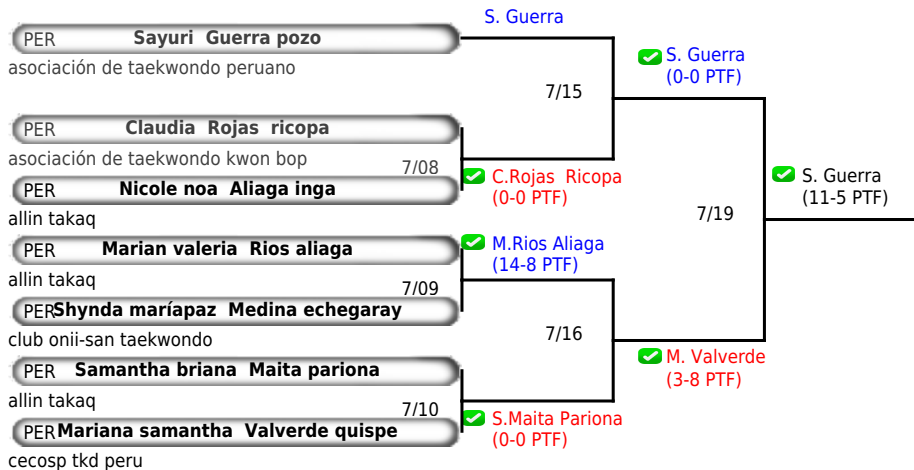 S. Guerra
PER Sayuri Guerra pozo
asociación de taekwondo peruano
S. Guerra
(0-0 PTF)
7/15
PER Claudia Rojas ricopa
asociación de taekwondo kwon bop
7/08
C.Rojas Ricopa
(0-0 PTF)
PER Nicole noa Aliaga inga
allin takaq
S. Guerra
(11-5 PTF)
7/19
PER Marian valeria Rios aliaga
allin takaq
M.Rios Aliaga
(14-8 PTF)
7/09
PER Shynda maríapaz Medina echegaray
club onii-san taekwondo
7/16
M. Valverde
(3-8 PTF)
PER Samantha briana Maita pariona
allin takaq
7/10
S.Maita Pariona
(0-0 PTF)
PER Mariana samantha Valverde quispe
cecosp tkd peru